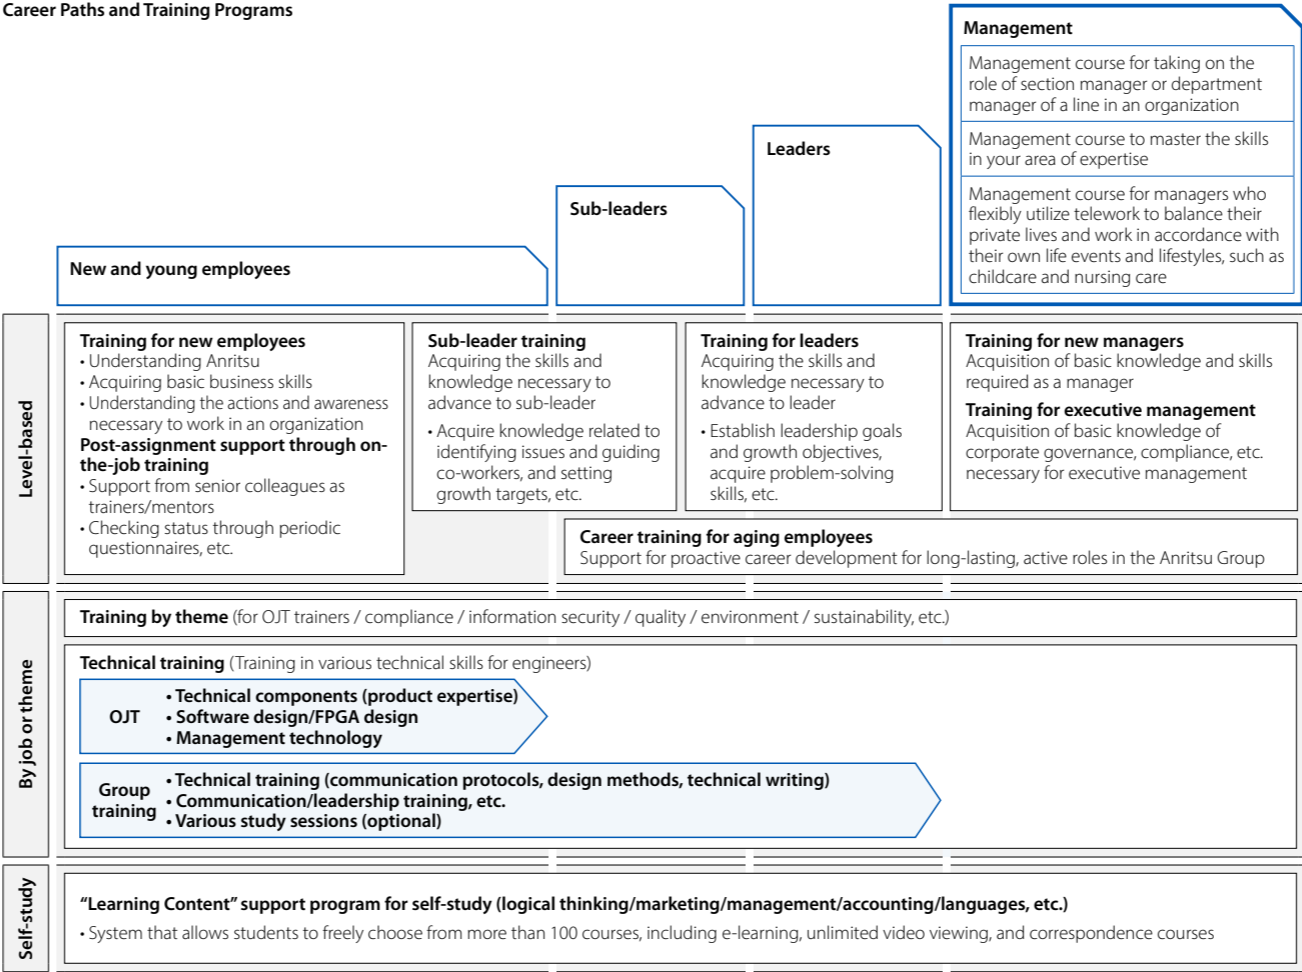 Career Paths and Training Programs
Management
Management course for taking on the
role of section manager or department
manager of a line in an organization
Management course to master the skills
in your area of expertise
Management course for managers who
flexibly utilize telework to balance their
private lives and work in accordance with
their own life events and lifestyles, such as
childcare and nursing care
Leaders
Sub-leaders
New and young employees
Level-based
Training for new employees
• Understanding Anritsu
• Acquiring basic business skills
• Understanding the actions and awareness
necessary to work in an organization
Post-assignment support through on-
the-job training
• Support from senior colleagues as
trainers/mentors
• Checking status through periodic
questionnaires, etc.
Sub-leader training
Acquiring the skills and
knowledge necessary to
advance to sub-leader
• Acquire knowledge related to
identifying issues and guiding
co-workers, and setting
growth targets, etc.
Training for leaders
Acquiring the skills and
knowledge necessary to
advance to leader
• Establish leadership goals
and growth objectives,
acquire problem-solving
skills, etc.
Training for new managers
Acquisition of basic knowledge and skills
required as a manager
Training for executive management
Acquisition of basic knowledge of
corporate governance, compliance, etc.
necessary for executive management
Career training for aging employees
Support for proactive career development for long-lasting, active roles in the Anritsu Group
By job or theme
Training by theme (for OJT trainers / compliance / information security / quality / environment / sustainability, etc.)
Technical training (Training in various technical skills for engineers)
OJT
• Technical components (product expertise)
• Software design/FPGA design
• Management technology
Group
training
• Technical training (communication protocols, design methods, technical writing)
• Communication/leadership training, etc.
• Various study sessions (optional)
Self-study
“Learning Content” support program for self-study (logical thinking/marketing/management/accounting/languages, etc.)
• System that allows students to freely choose from more than 100 courses, including e-learning, unlimited video viewing, and correspondence courses